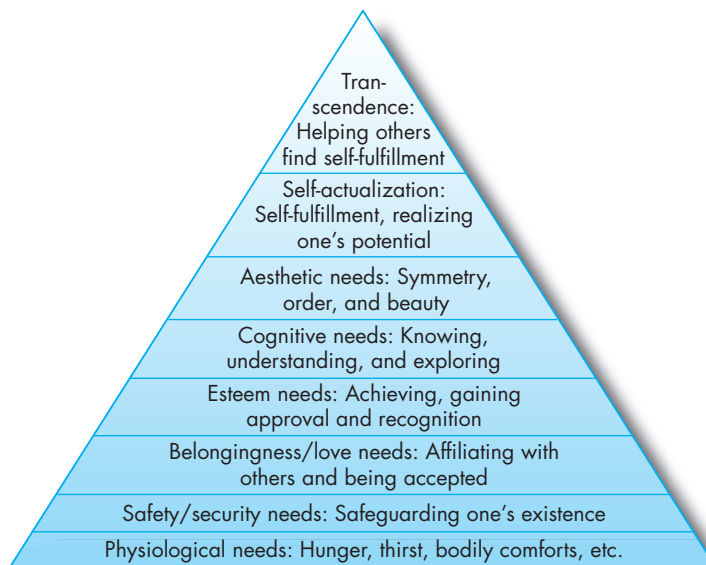 Tran-
scendence:
Helping others
find self-fulfillment
Self-actualization:
Self-fulfillment, realizing
one’s potential
Aesthetic needs: Symmetry,
order, and beauty
Cognitive needs: Knowing,
understanding, and exploring
Esteem needs: Achieving, gaining
approval and recognition
Belongingness/love needs: Affiliating with
others and being accepted
Safety/security needs: Safeguarding one’s existence
Physiological needs: Hunger, thirst, bodily comforts, etc.